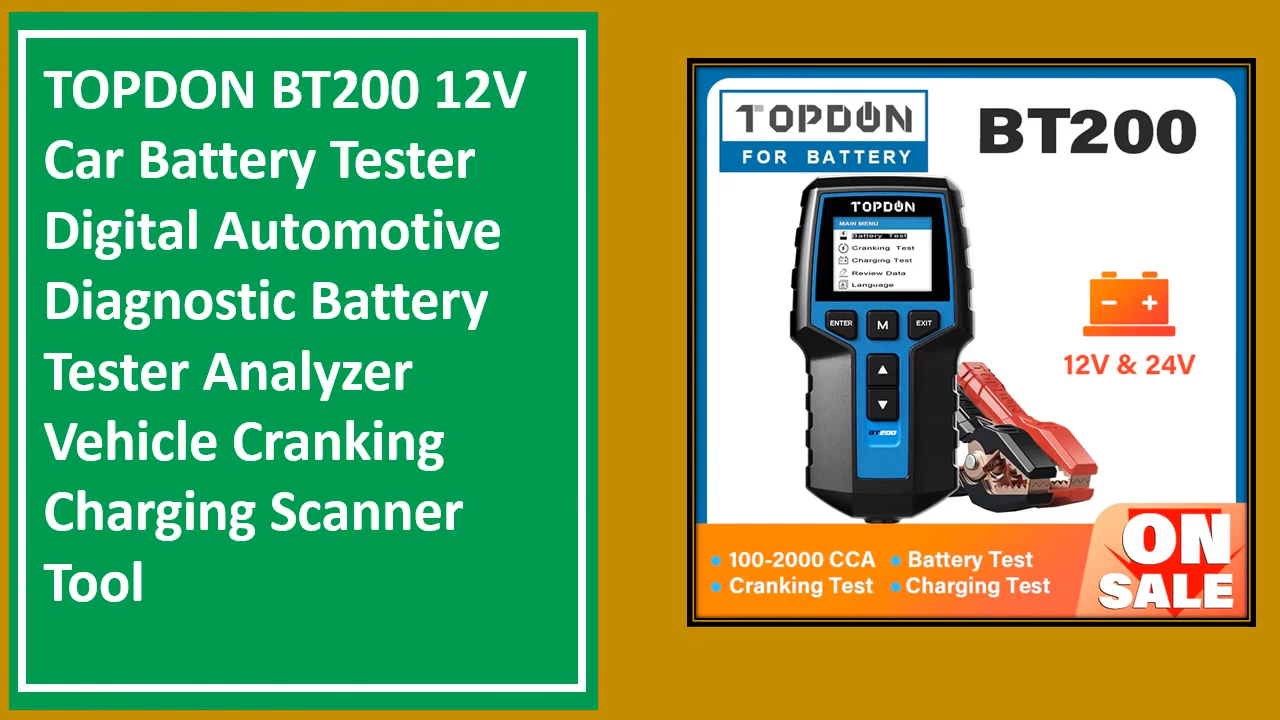 TOPDON BT200 12V
Car Battery Tester
Digital Automotive
Diagnostic Battery
Tester Analyzer
Vehicle Cranking
Charging Scanner
Tool
TOPDON
FOR BATTERY
BT200
TOPDON
MAIN MENU
Battery Test
Cranking Test
Charging Test
Review Data
Language
ENTER
M
EXIT
BT200
12V & 24V
100-2000 CCA
Battery Test
Cranking Test
Charging Test
ON
SALE